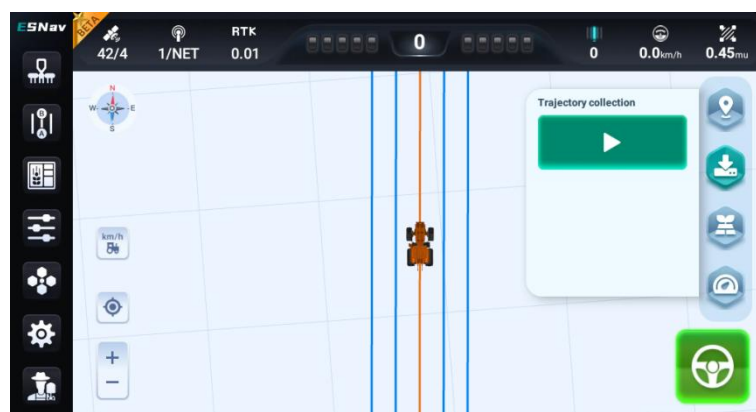 ESNav
BETA
42/4
1/NET
RTK
0.01
0
0
0.0km/h
0.45mu
N
W
E
S
km/h
Trajectory collection
B
A